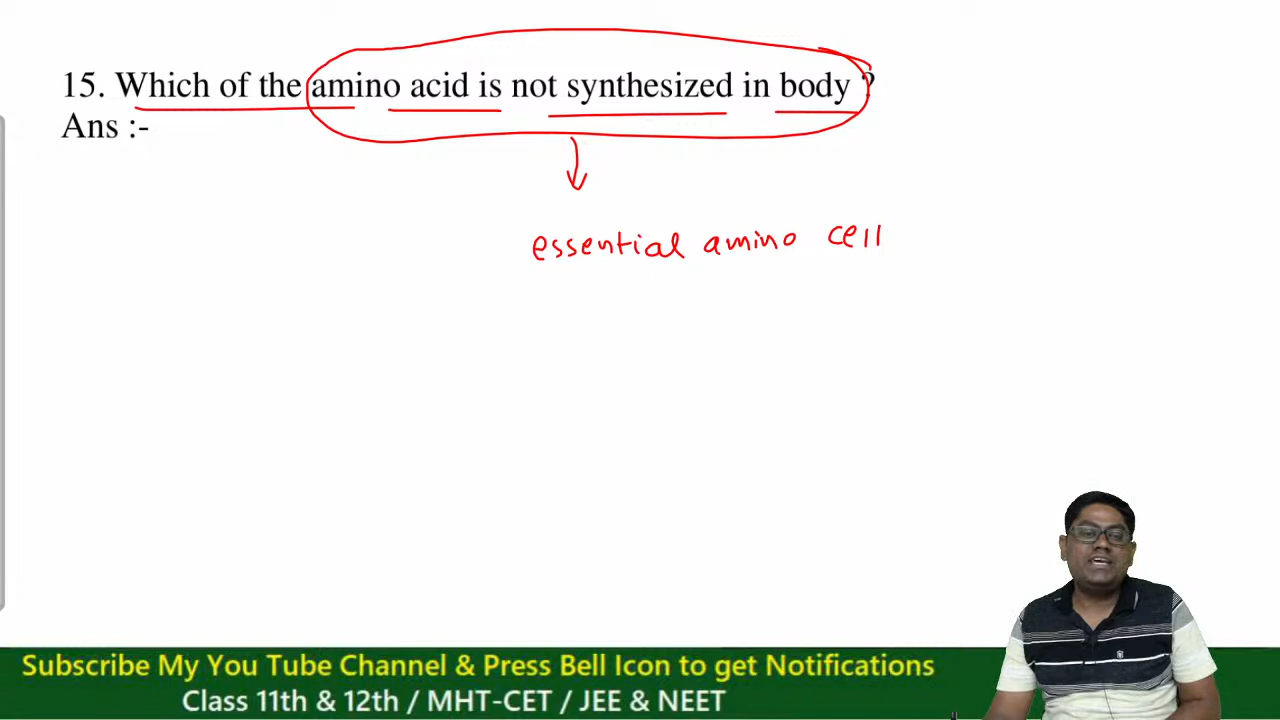 15. Which of the amino acid is not synthesized in body ?
Ans :-
essential amino cell
Subscribe My You Tube Channel & Press Bell Icon to get Notifications
Class 11th & 12th / MHT-CET / JEE & NEET